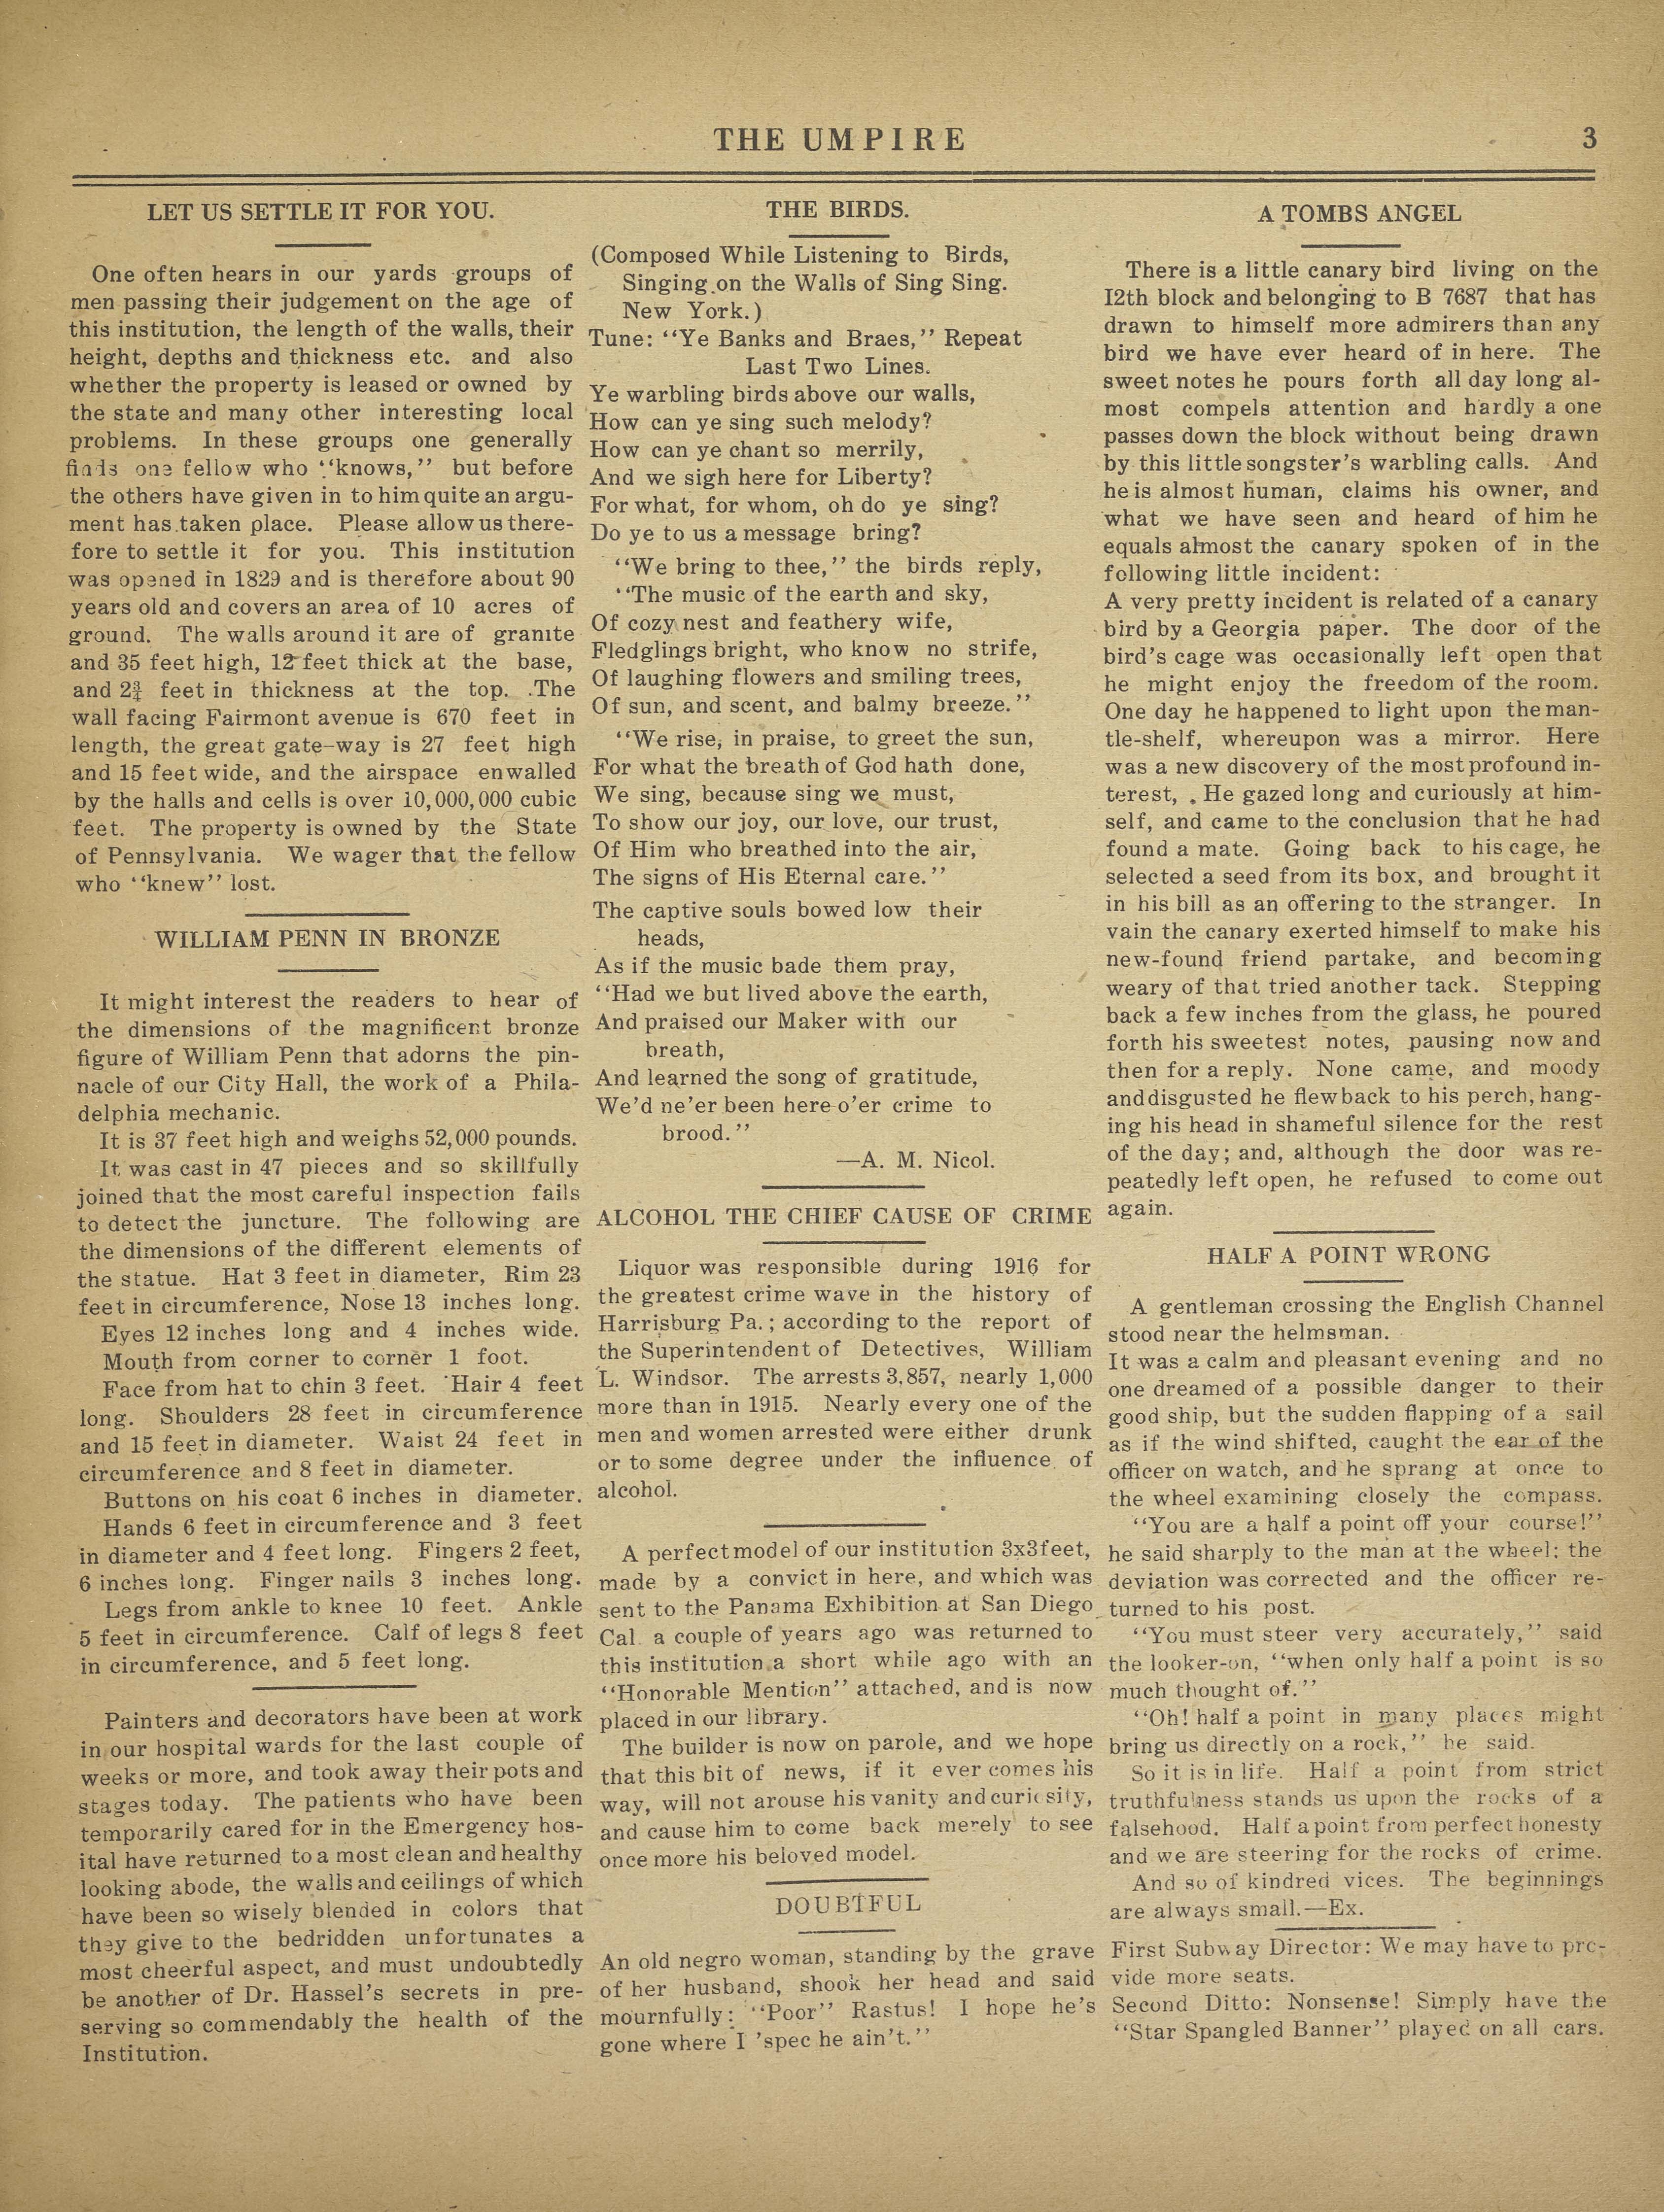 THE UMPIRE
3
LET US SETTLE IT FOR YOU.
One often hears in our yards groups of
men passing their judgement on the age of
this institution, the length of the walls, their
height, depths and thickness etc. and also
whether the property is leased or owned by
the state and many other interesting local
problems. In these groups one generally
finds one fellow who ‘‘knows,’’ but before
the others have given in to him quite an argu-
ment has taken place. Please allow us there-
fore to settle it for you. This institution
was opened in 1829 and is therefore about 90
years old and covers an area of 10 acres of
ground. The walls around it are of granite
and 35 feet high, 12 feet thick at the base,
and 2¾ feet in thickness at the top. The
wall facing Fairmont avenue is 670 feet in
length, the great gate-way is 27 feet high
and 15 feet wide, and the airspace enwalled
by the halls and cells is over 10,000,000 cubic
feet. The property is owned by the State
of Pennsylvania. We wager that the fellow
who ‘‘knew’’ lost.
WILLIAM PENN IN BRONZE
It might interest the readers to hear of
the dimensions of the magnificent bronze
figure of William Penn that adorns the pin-
nacle of our City Hall, the work of a Phila-
delphia mechanic.
It is 37 feet high and weighs 52,000 pounds.
It was cast in 47 pieces and so skillfully
joined that the most careful inspection fails
to detect the juncture. The following are
the dimensions of the different elements of
the statue. Hat 3 feet in diameter, Rim 23
feet in circumference, Nose 13 inches long.
Eyes 12 inches long and 4 inches wide.
Mouth from corner to corner 1 foot.
Face from hat to chin 3 feet. Hair 4 feet
long. Shoulders 28 feet in circumference
and 15 feet in diameter. Waist 24 feet in
circumference and 8 feet in diameter.
Buttons on his coat 6 inches in diameter.
Hands 6 feet in circumference and 3 feet
in diameter and 4 feet long. Fingers 2 feet,
6 inches long. Finger nails 3 inches long.
Legs from ankle to knee 10 feet. Ankle
5 feet in circumference. Calf of legs 8 feet
in circumference, and 5 feet long.
Painters and decorators have been at work
in our hospital wards for the last couple of
weeks or more, and took away their pots and
stages today. The patients who have been
temporarily cared for in the Emergency hos-
ital have returned to a most clean and healthy
looking abode, the walls and ceilings of which
have been so wisely blended in colors that
they give to the bedridden unfortunates a
most cheerful aspect, and must undoubtedly
be another of Dr. Hassel's secrets in pre-
serving so commendably the health of the
Institution.
THE BIRDS.
(Composed While Listening to Birds,
Singing on the Walls of Sing Sing.
New York.)
Tune: ‘‘Ye Banks and Braes,’’ Repeat
Last Two Lines.
Ye warbling birds above our walls,
How can ye sing such melody?
How can ye chant so merrily,
And we sigh here for Liberty?
For what, for whom, oh do ye sing?
Do ye to us a message bring?
‘‘We bring to thee,’’ the birds reply,
‘‘The music of the earth and sky,
Of cozy nest and feathery wife,
Fledglings bright, who know no strife,
Of laughing flowers and smiling trees,
Of sun, and scent, and balmy breeze.’’
‘‘We rise, in praise, to greet the sun,
For what the breath of God hath done,
We sing, because sing we must,
To show our joy, our love, our trust,
Of Him who breathed into the air,
The signs of His Eternal care.’’
The captive souls bowed low their
heads,
As if the music bade them pray,
‘‘Had we but lived above the earth,
And praised our Maker with our
breath,
And learned the song of gratitude,
We'd ne'er been here o'er crime to
brood.’’
—A. M. Nicol.
ALCOHOL THE CHIEF CAUSE OF CRIME
Liquor was responsible during 1916 for
the greatest crime wave in the history of
Harrisburg Pa.; according to the report of
the Superintendent of Detectives, William
L. Windsor. The arrests 3,857, nearly 1,000
more than in 1915. Nearly every one of the
men and women arrested were either drunk
or to some degree under the influence of
alcohol.
A perfect model of our institution 3x3 feet,
made by a convict in here, and which was
sent to the Panama Exhibition at San Diego
Cal. a couple of years ago was returned to
this institution a short while ago with an
‘‘Honorable Mention’’ attached, and is now
placed in our library.
The builder is now on parole, and we hope
that this bit of news, if it ever comes his
way, will not arouse his vanity and curicsity,
and cause him to come back merely to see
once more his beloved model.
DOUBTFUL
An old negro woman, standing by the grave
of her husband, shook her head and said
mournfully: ‘‘Poor’’ Rastus! I hope he's
gone where I 'spec he ain't.’’
A TOMBS ANGEL
There is a little canary bird living on the
I2th block and belonging to B 7687 that has
drawn to himself more admirers than any
bird we have ever heard of in here. The
sweet notes he pours forth all day long al-
most compels attention and hardly a one
passes down the block without being drawn
by this little songster's warbling calls. And
he is almost human, claims his owner, and
what we have seen and heard of him he
equals almost the canary spoken of in the
following little incident:
A very pretty incident is related of a canary
bird by a Georgia paper. The door of the
bird's cage was occasionally left open that
he might enjoy the freedom of the room.
One day he happened to light upon the man-
tle-shelf, whereupon was a mirror. Here
was a new discovery of the most profound in-
terest, . He gazed long and curiously at him-
self, and came to the conclusion that he had
found a mate. Going back to his cage, he
selected a seed from its box, and brought it
in his bill as an offering to the stranger. In
vain the canary exerted himself to make his
new-found friend partake, and becoming
weary of that tried another tack. Stepping
back a few inches from the glass, he poured
forth his sweetest notes, pausing now and
then for a reply. None came, and moody
and disgusted he flew back to his perch, hang-
ing his head in shameful silence for the rest
of the day; and, although the door was re-
peatedly left open, he refused to come out
again.
HALF A POINT WRONG
A gentleman crossing the English Channel
stood near the helmsman.
It was a calm and pleasant evening and no
one dreamed of a possible danger to their
good ship, but the sudden flapping of a sail
as if the wind shifted, caught the ear of the
officer on watch, and he sprang at once to
the wheel examining closely the compass.
‘‘You are a half a point off your course!’’
he said sharply to the man at the wheel: the
deviation was corrected and the officer re-
turned to his post.
‘‘You must steer very accurately,’’ said
the looker-on, ‘‘when only half a point is so
much thought of.’’
‘‘Oh! half a point in many places might
bring us directly on a rock,’’ he said.
So it is in life. Half a point from strict
truthfulness stands us upon the rocks of a
falsehood. Half a point from perfect honesty
and we are steering for the rocks of crime.
And so of kindred vices. The beginnings
are always small.—Ex.
First Subway Director: We may have to pro-
vide more seats.
Second Ditto: Nonsense! Simply have the
‘‘Star Spangled Banner’’ played on all cars.